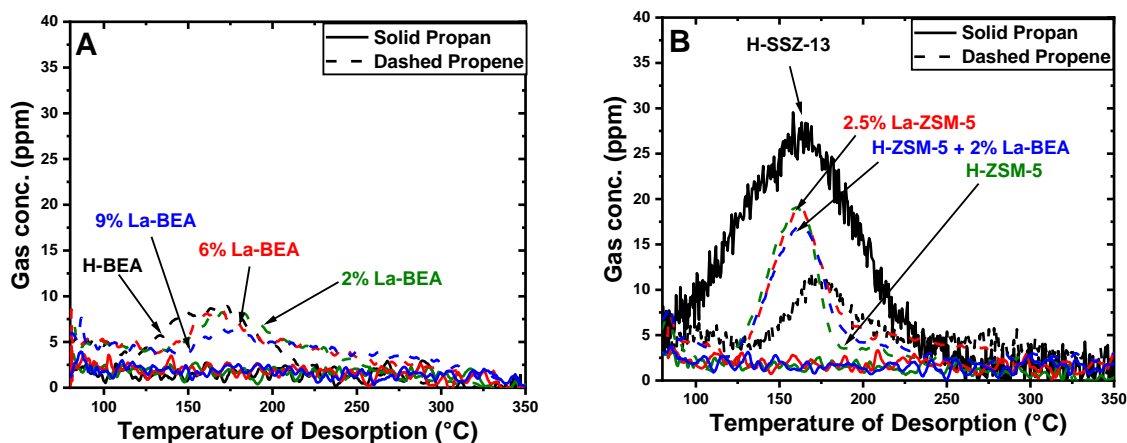 A
Solid Propan
Dashed Propene
40
35
30
25
20
15
10
5
0
Gas conc. (ppm)
9% La-BEA
H-BEA
6% La-BEA
2% La-BEA
100 150 200 250 300 350
Temperature of Desorption (°C)
B
H-SSZ-13
Solid Propan
Dashed Propene
40
35
30
25
20
15
10
5
0
Gas conc. (ppm)
2.5% La-ZSM-5
H-ZSM-5 + 2% La-BEA
H-ZSM-5
100 150 200 250 300 350
Temperature of Desorption (°C)